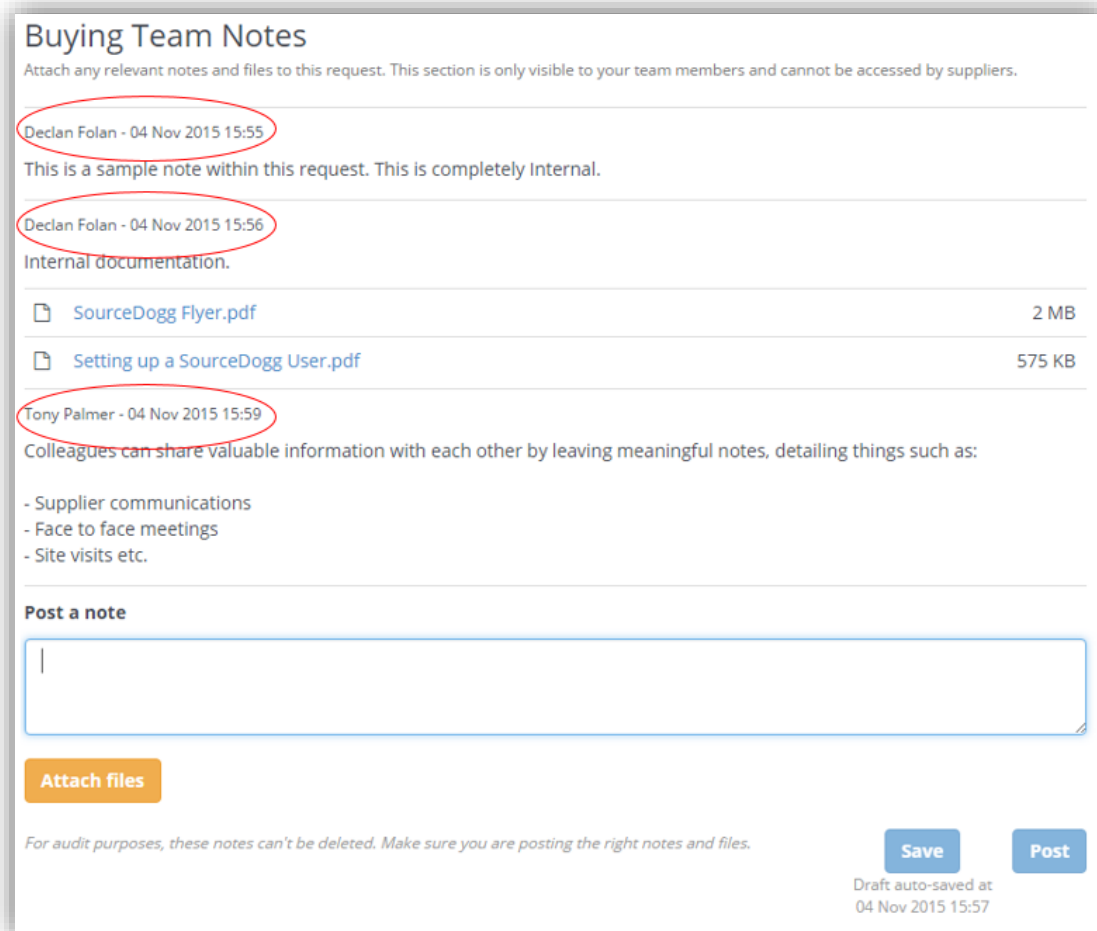 Buying Team Notes
Attach any relevant notes and files to this request. This section is only visible to your team members and cannot be accessed by suppliers.
Declan Folan - 04 Nov 2015 15:55
This is a sample note within this request. This is completely Internal.
Declan Folan - 04 Nov 2015 15:56
Internal documentation.
SourceDogg Flyer.pdf 2 MB
Setting up a SourceDogg User.pdf 575 KB
Tony Palmer - 04 Nov 2015 15:59
Colleagues can share valuable information with each other by leaving meaningful notes, detailing things such as:
- Supplier communications
- Face to face meetings
- Site visits etc.
Post a note
Attach files
For audit purposes, these notes can't be deleted. Make sure you are posting the right notes and files.
Save Post
Draft auto-saved at
04 Nov 2015 15:57